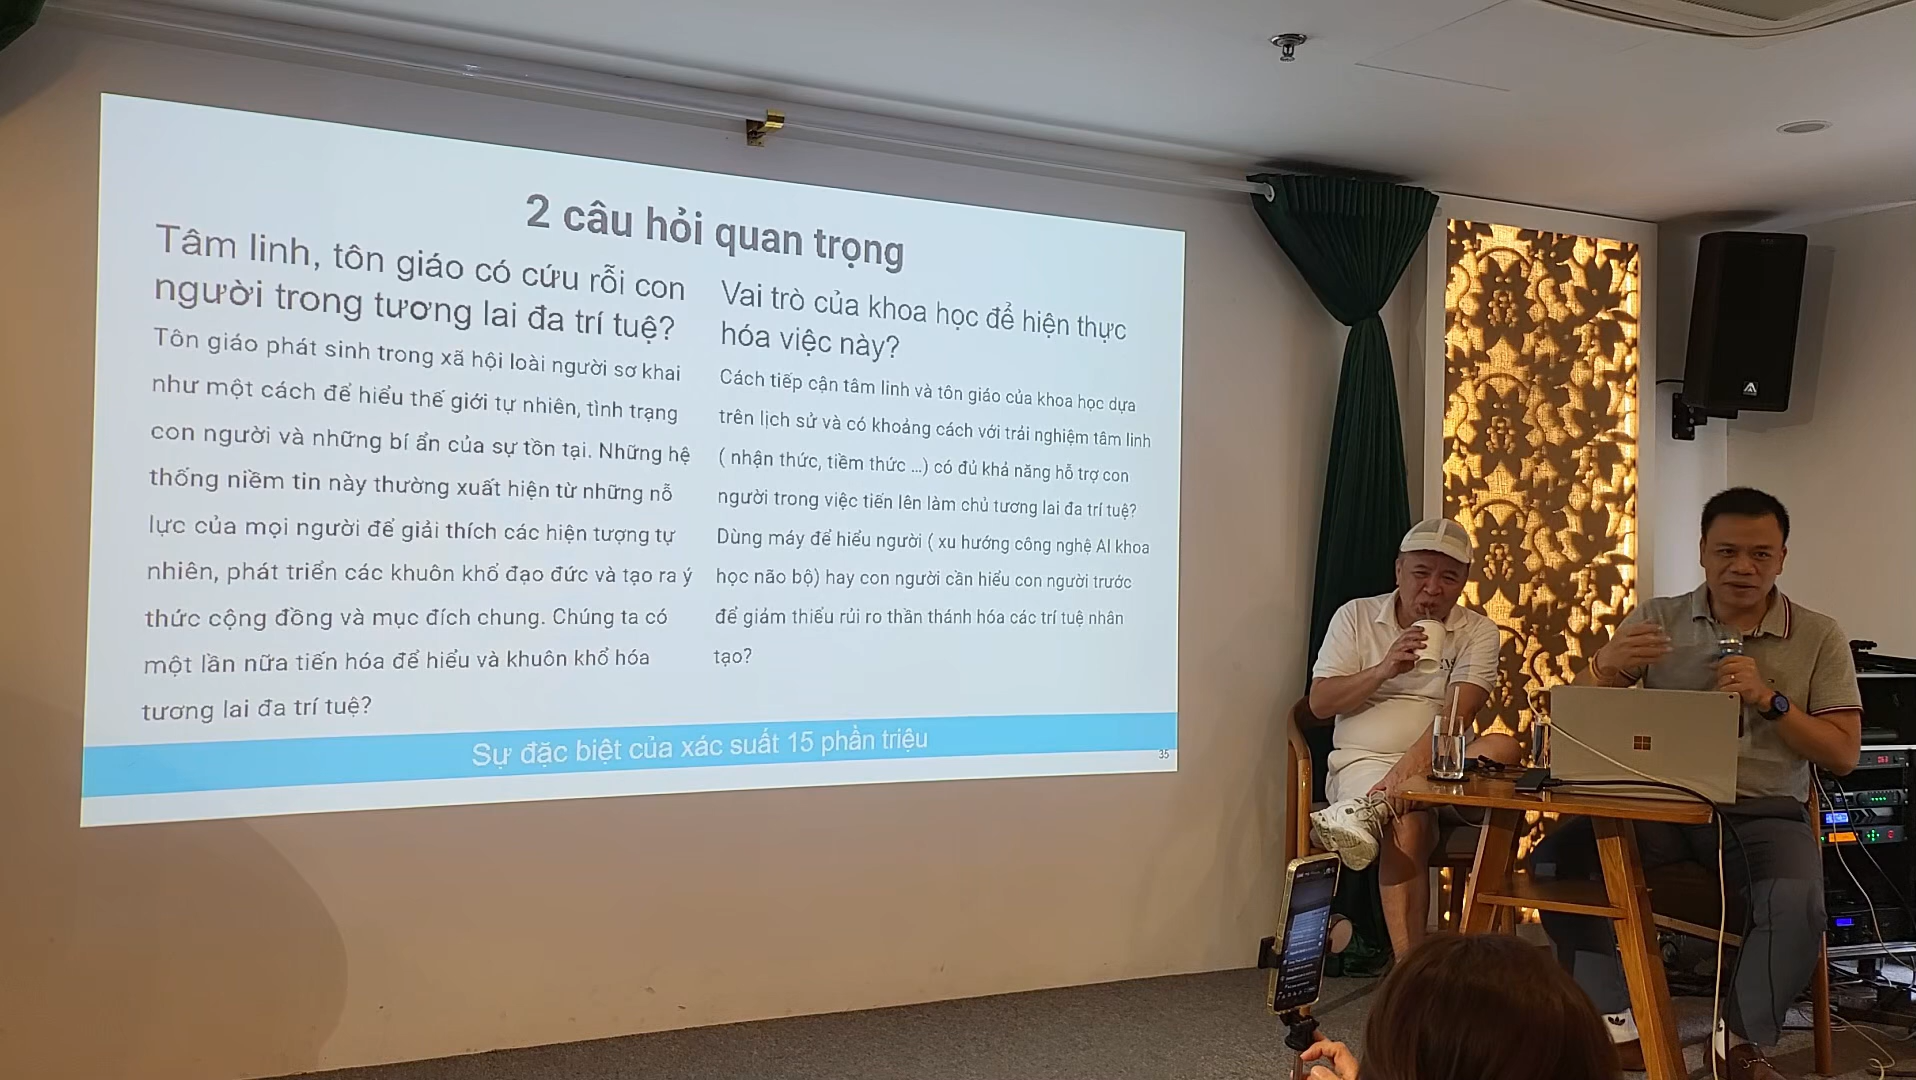 2 câu hỏi quan trọng
Tâm linh, tôn giáo có cứu rỗi con
người trong tương lai đa trí tuệ?
Tôn giáo phát sinh trong xã hội loài người sơ khai
như một cách để hiểu thế giới tự nhiên, tình trạng
con người và những bí ẩn của sự tồn tại. Những hệ
thống niềm tin này thường xuất hiện từ những nỗ
lực của mọi người để giải thích các hiện tượng tự
nhiên, phát triển các khuôn khổ đạo đức và tạo ra ý
thức cộng đồng và mục đích chung. Chúng ta có
một lần nữa tiến hóa để hiểu và khuôn khổ hóa
tương lai đa trí tuệ?
Vai trò của khoa học để hiện thực
hóa việc này?
Cách tiếp cận tâm linh và tôn giáo của khoa học dựa
trên lịch sử và có khoảng cách với trải nghiệm tâm linh
( nhận thức, tiềm thức ...) có đủ khả năng hỗ trợ con
người trong việc tiến lên làm chủ tương lai đa trí tuệ?
Dùng máy để hiểu người ( xu hướng công nghệ AI khoa
học não bộ) hay con người cần hiểu con người trước
để giảm thiểu rủi ro thần thánh hóa các trí tuệ nhân
tạo?
Sự đặc biệt của xác suất 15 phần triệu
35